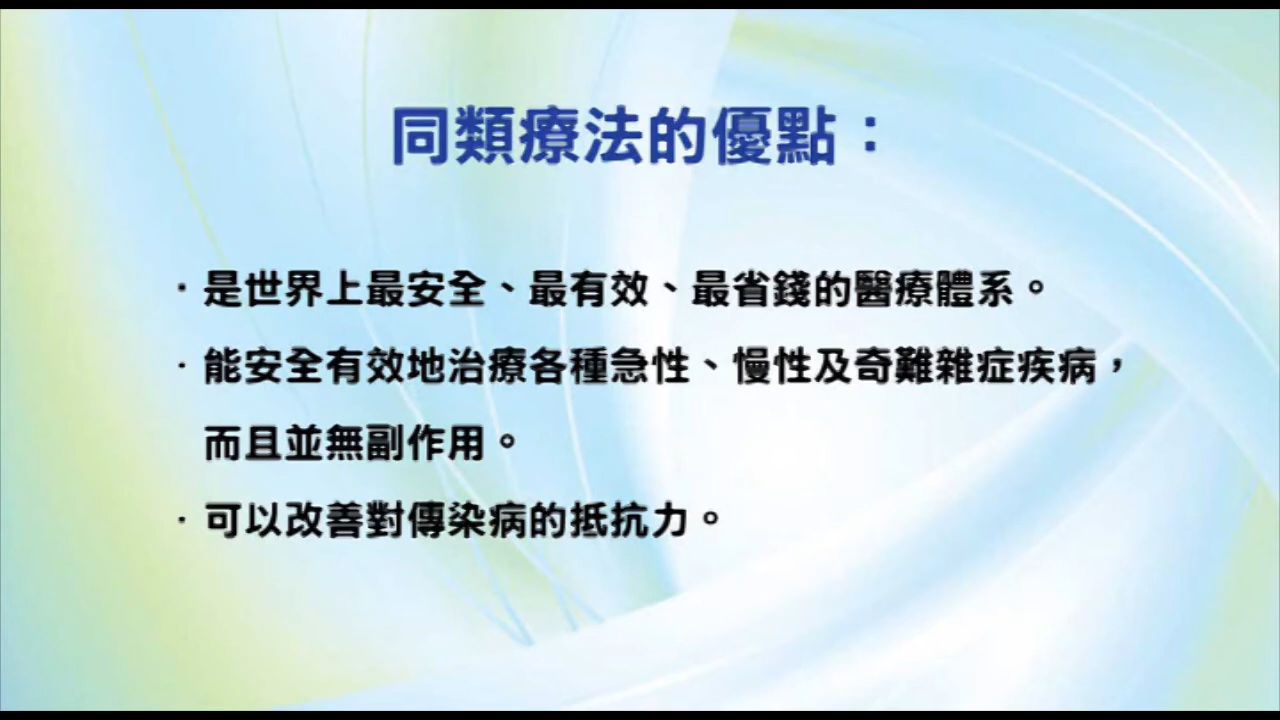 同類療法的優點：
· 是世界上最安全、最有效、最省錢的醫療體系。
· 能安全有效地治療各種急性、慢性及奇難雜症疾病，
而且並無副作用。
· 可以改善對傳染病的抵抗力。